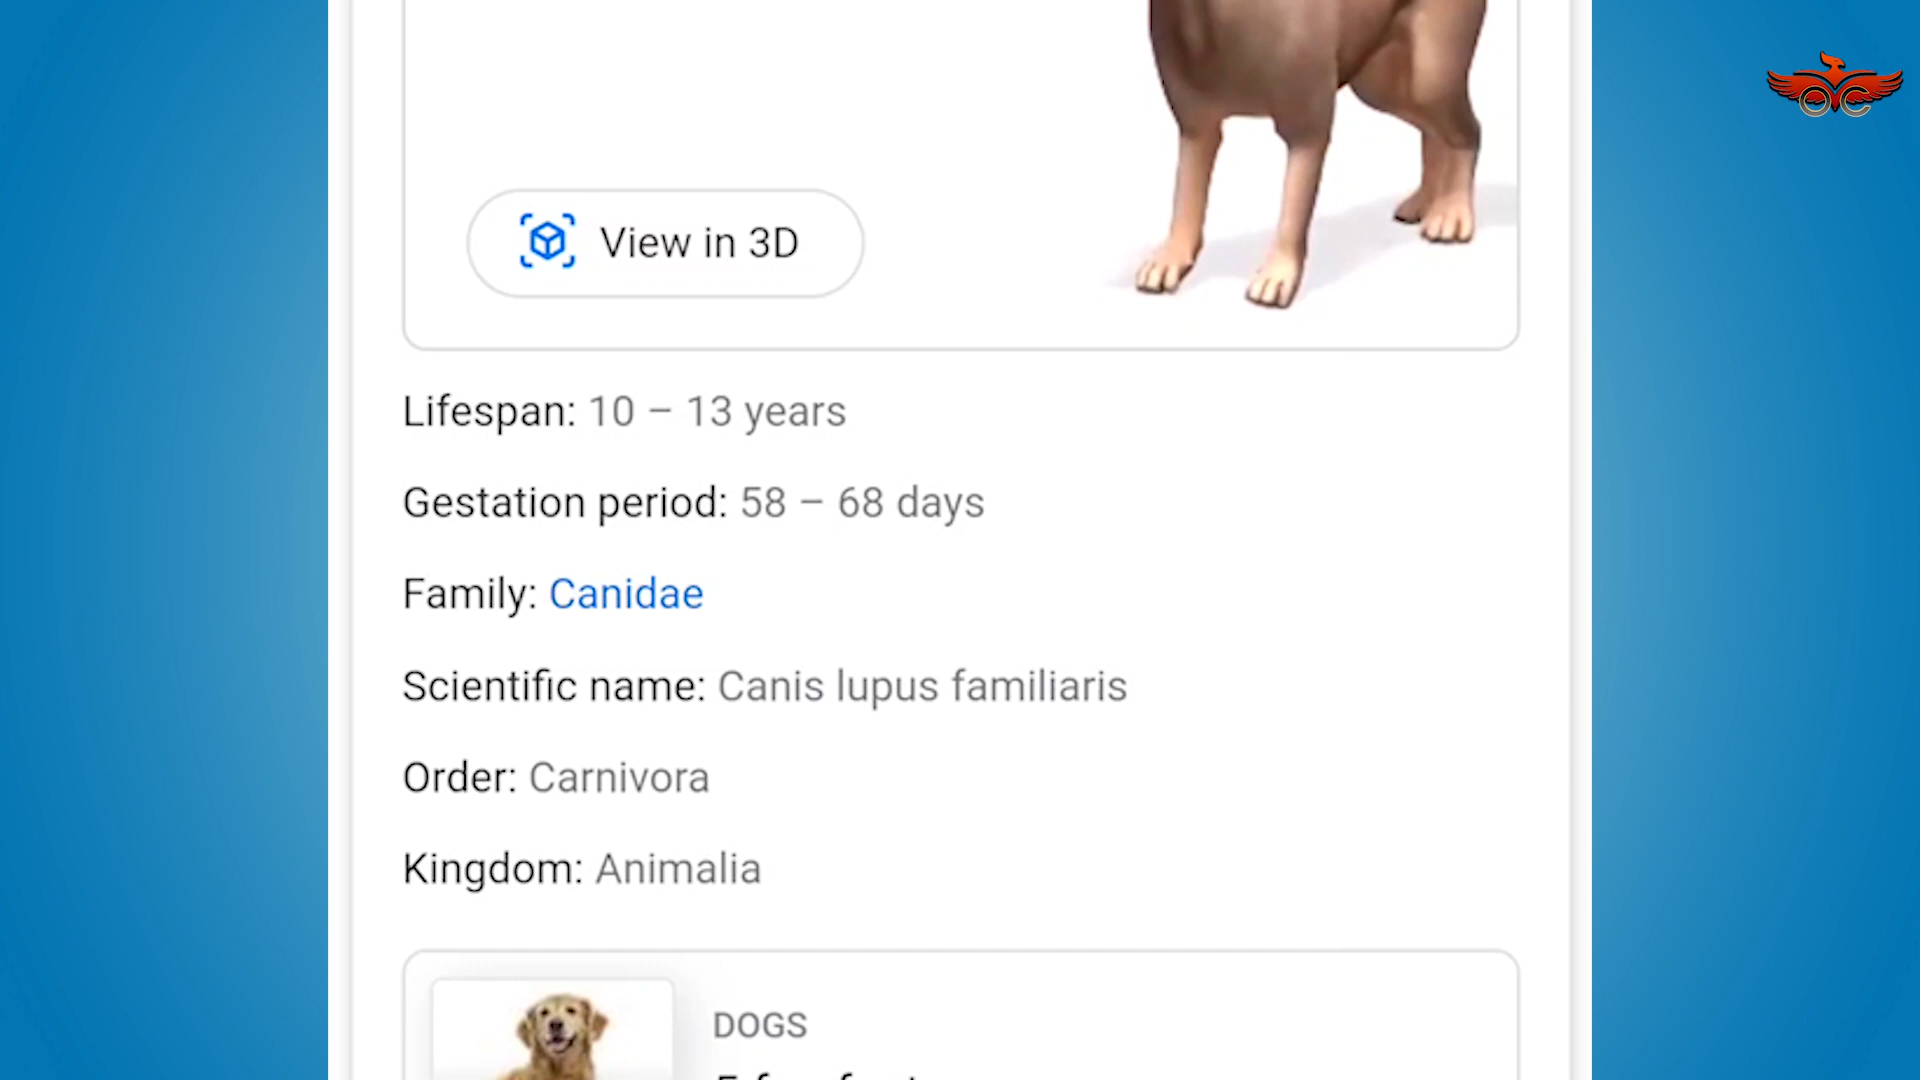 View in 3D
Lifespan: 10 – 13 years
Gestation period: 58 – 68 days
Family: Canidae
Scientific name: Canis lupus familiaris
Order: Carnivora
Kingdom: Animalia
DOGS